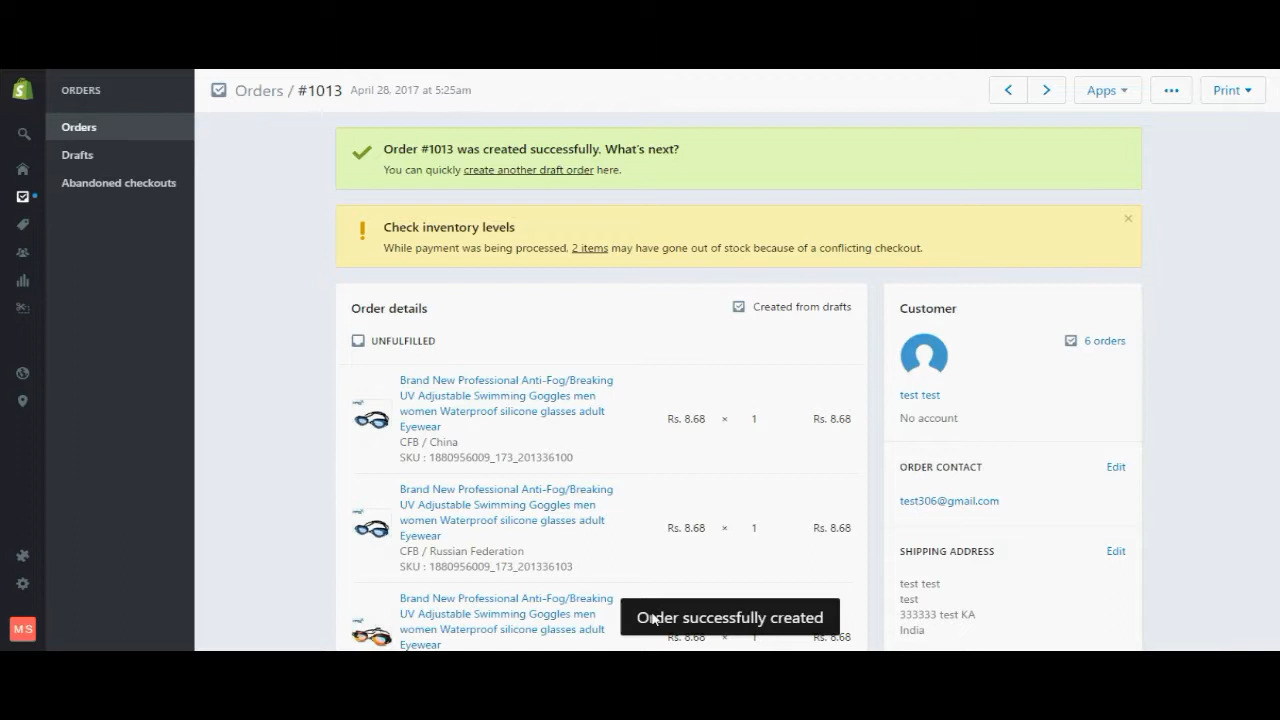 ORDERS
Orders / #1013 April 28, 2017 at 5:25am
Apps
Print
Orders
Drafts
Abandoned checkouts
Order #1013 was created successfully. What's next?
You can quickly create another draft order here.
Check inventory levels
While payment was being processed, 2 items may have gone out of stock because of a conflicting checkout.
Order details
Created from drafts
UNFULFILLED
Brand New Professional Anti-Fog/Breaking
UV Adjustable Swimming Goggles men
women Waterproof silicone glasses adult
Eyewear
CFB / China
SKU : 1880956009_173_201336100
Rs. 8.68 × 1 Rs. 8.68
Brand New Professional Anti-Fog/Breaking
UV Adjustable Swimming Goggles men
women Waterproof silicone glasses adult
Eyewear
CFB / Russian Federation
SKU : 1880956009_173_201336103
Rs. 8.68 × 1 Rs. 8.68
Brand New Professional Anti-Fog/Breaking
UV Adjustable Swimming Goggles men
women Waterproof silicone glasses adult
Eyewear
Rs. 8.68 × 1 Rs. 8.68
Order successfully created
Customer
6 orders
test test
No account
ORDER CONTACT Edit
test306@gmail.com
SHIPPING ADDRESS Edit
test test
test
333333 test KA
India
MS